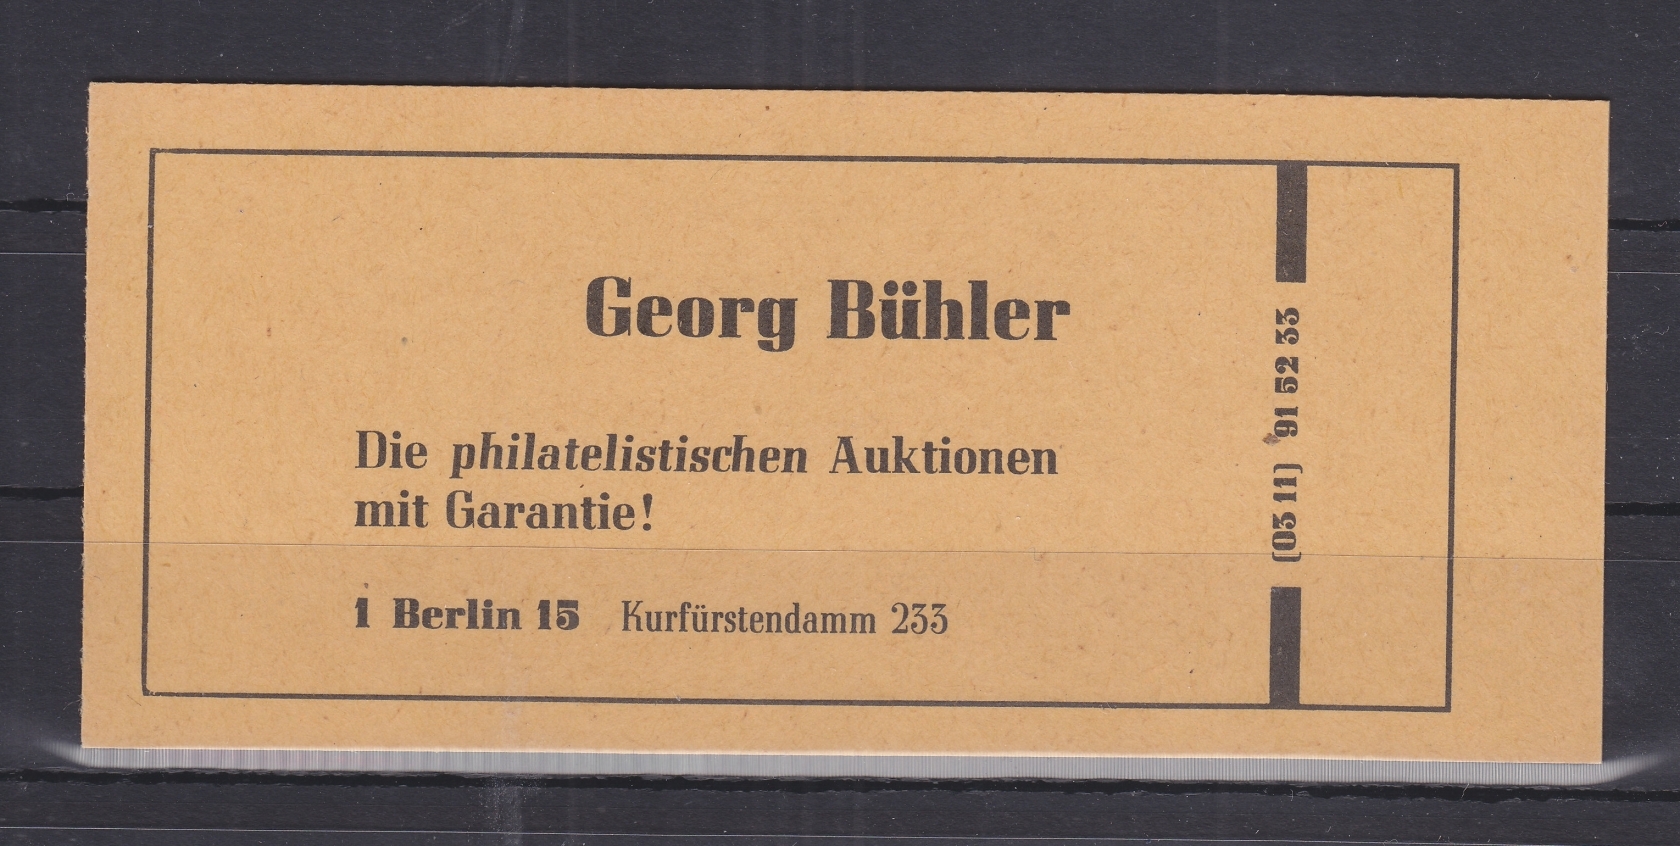 Georg Bühler
Die philatelistischen Auktionen
mit Garantie!
1 Berlin 15 Kurfürstendamm 233
(03 11) 91 52 33